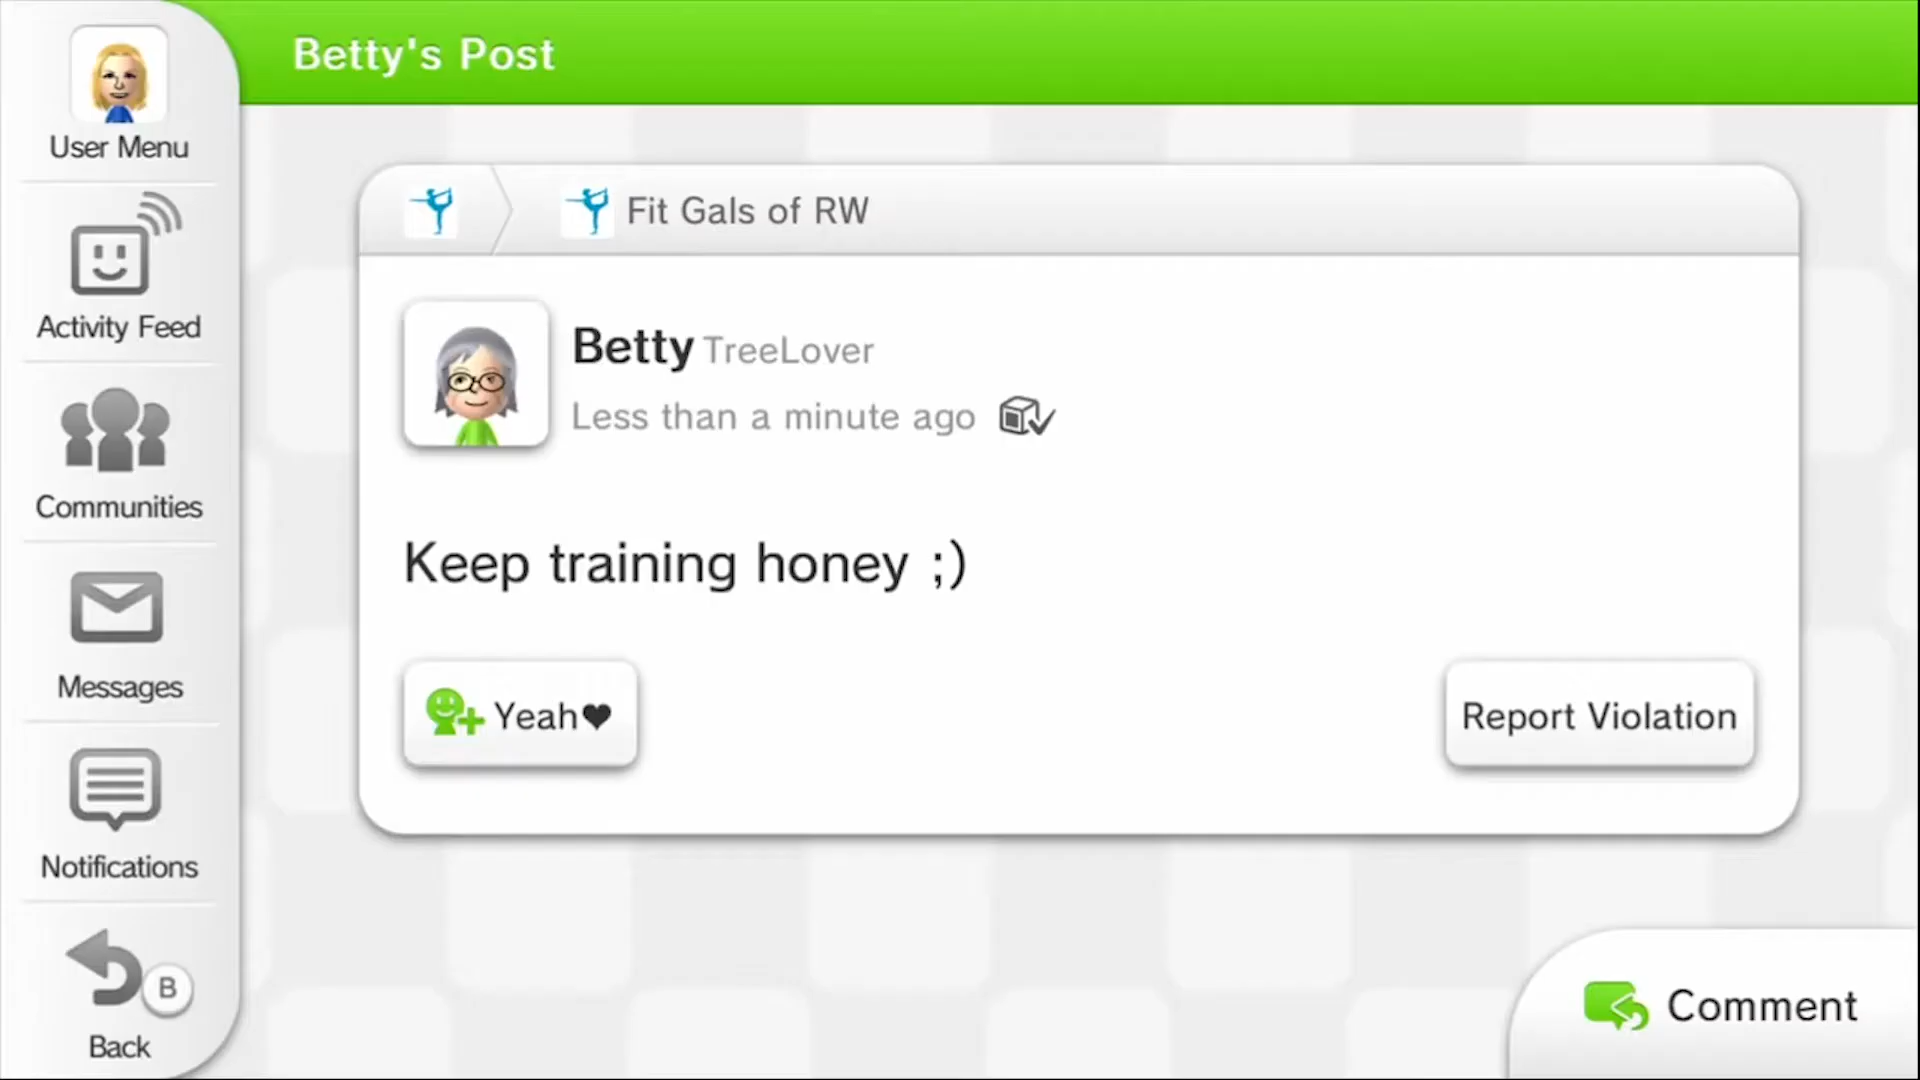 Betty's Post
User Menu
Activity Feed
Communities
Messages
Notifications
B
Back
Fit Gals of RW
Betty TreeLover
Less than a minute ago
Keep training honey ;)
Yeah♥
Report Violation
Comment